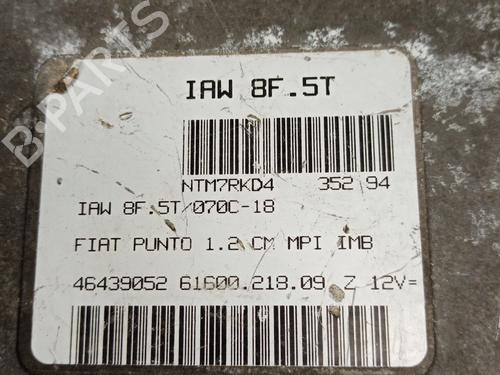 B-PARTS
IAW 8F.5T
NTM7RKD4 352 94
IAW 8F.5T/070C-18
FIAT PUNTO 1.2 CM MPI IMB
46439052 61600.218.09 Z 12V=